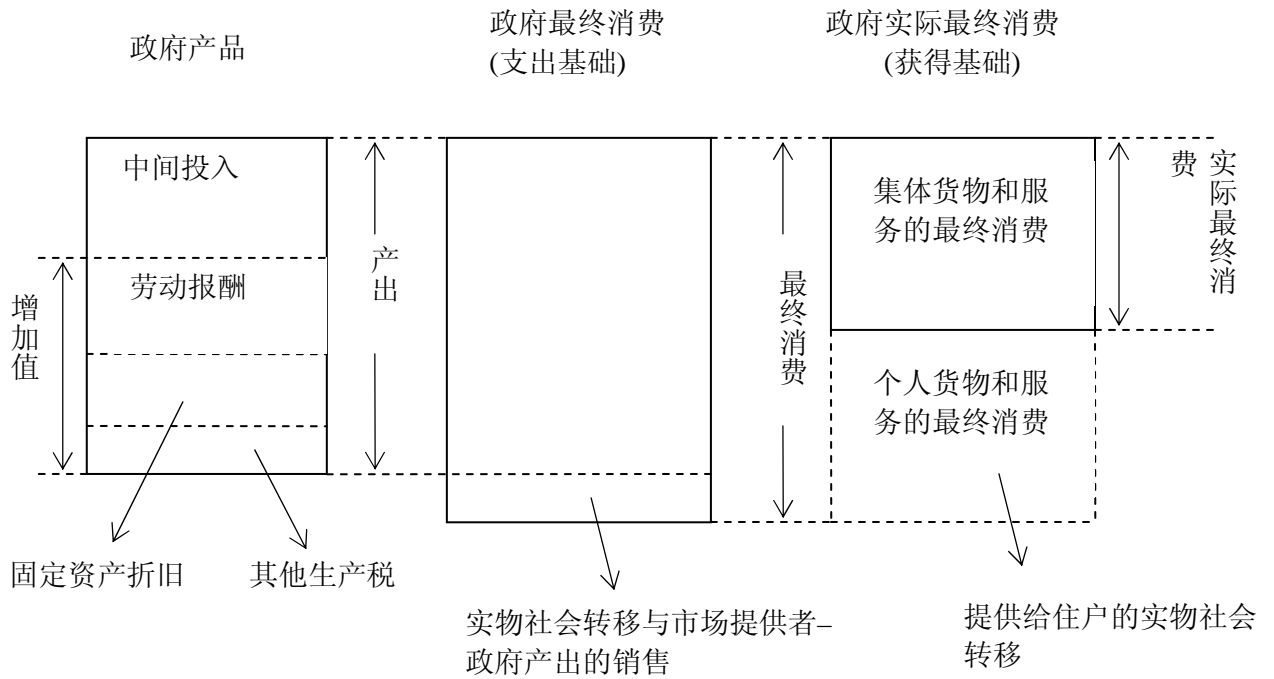 政府产品
政府最终消费
(支出基础)
政府实际最终消费
(获得基础)
中间投入
劳动报酬
增加值
产出
最终消费
集体货物和服
务的最终消费
个人货物和服
务的最终消费
实际最终消
费
固定资产折旧
其他生产税
实物社会转移与市场提供者–
政府产出的销售
提供给住户的实物社会
转移